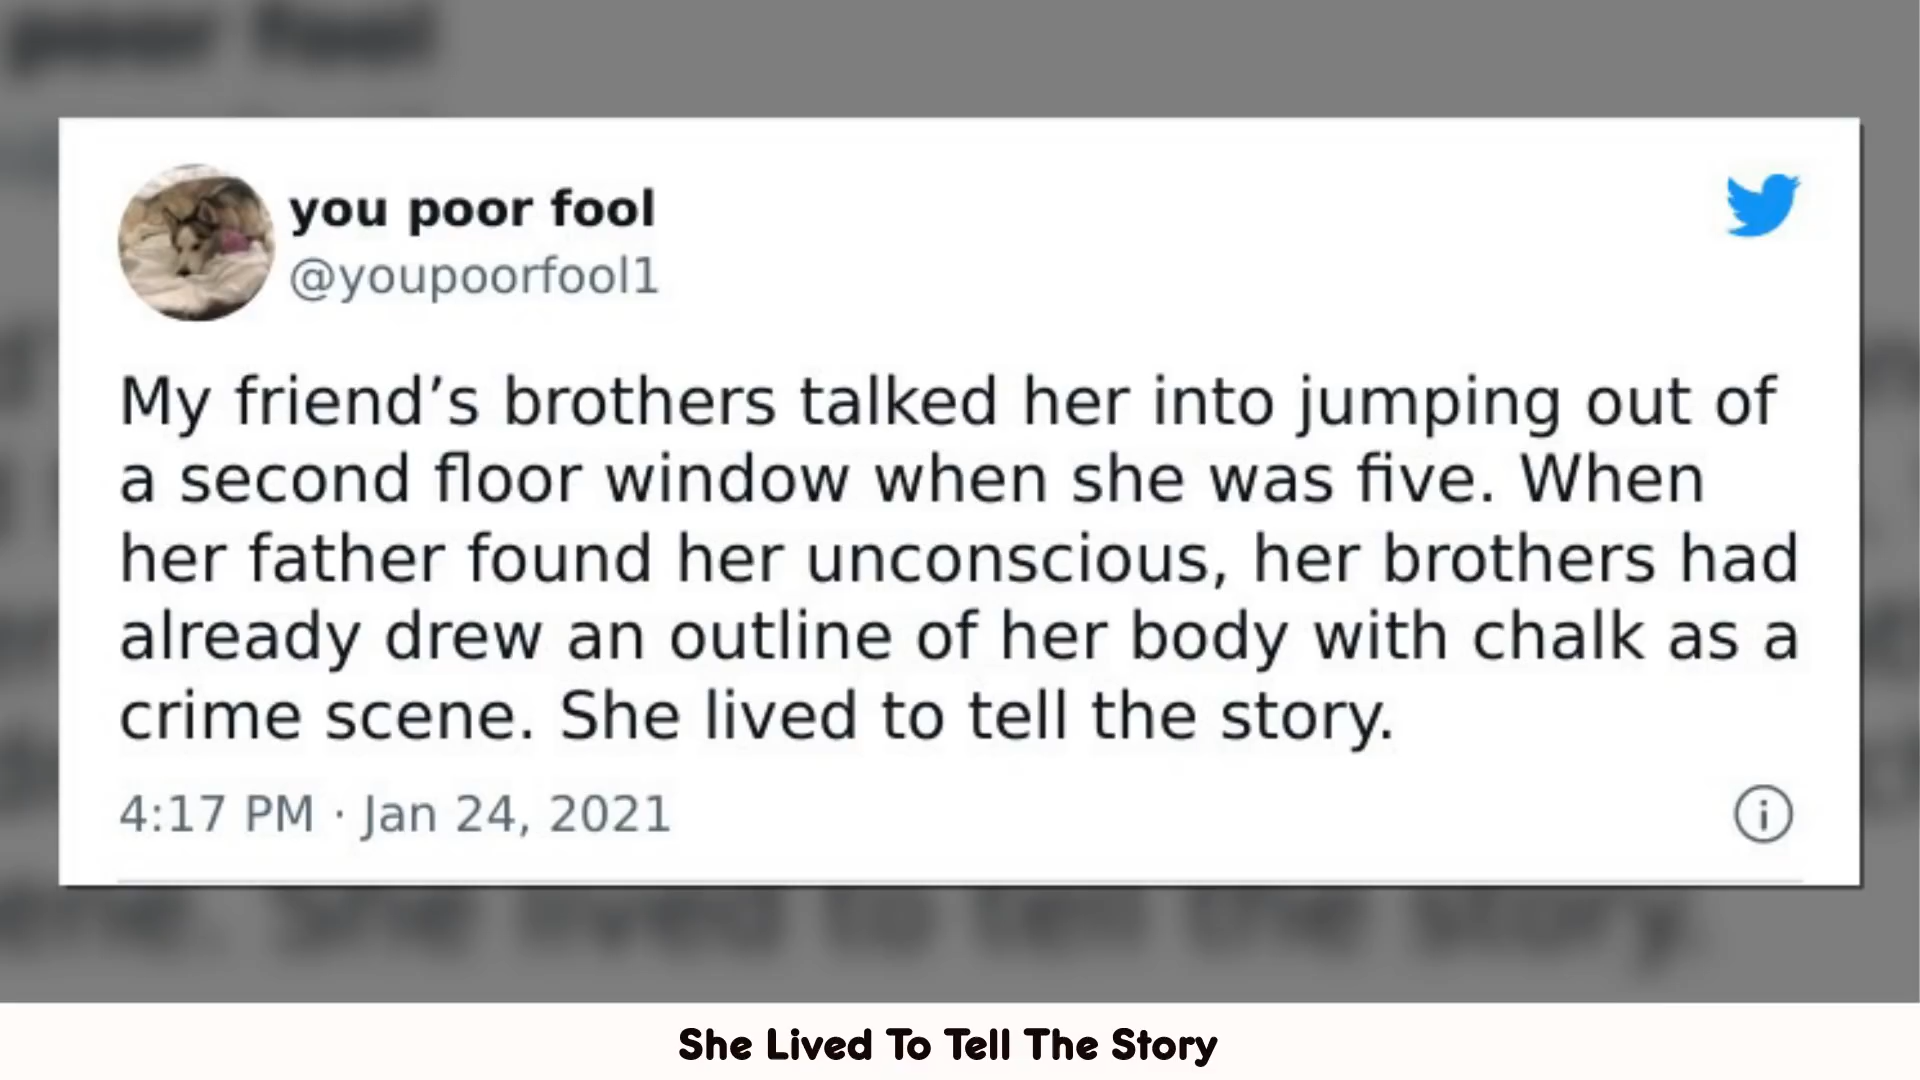 you poor fool
@youpoorfool1
My friend’s brothers talked her into jumping out of
a second floor window when she was five. When
her father found her unconscious, her brothers had
already drew an outline of her body with chalk as a
crime scene. She lived to tell the story.
4:17 PM · Jan 24, 2021
She Lived To Tell The Story